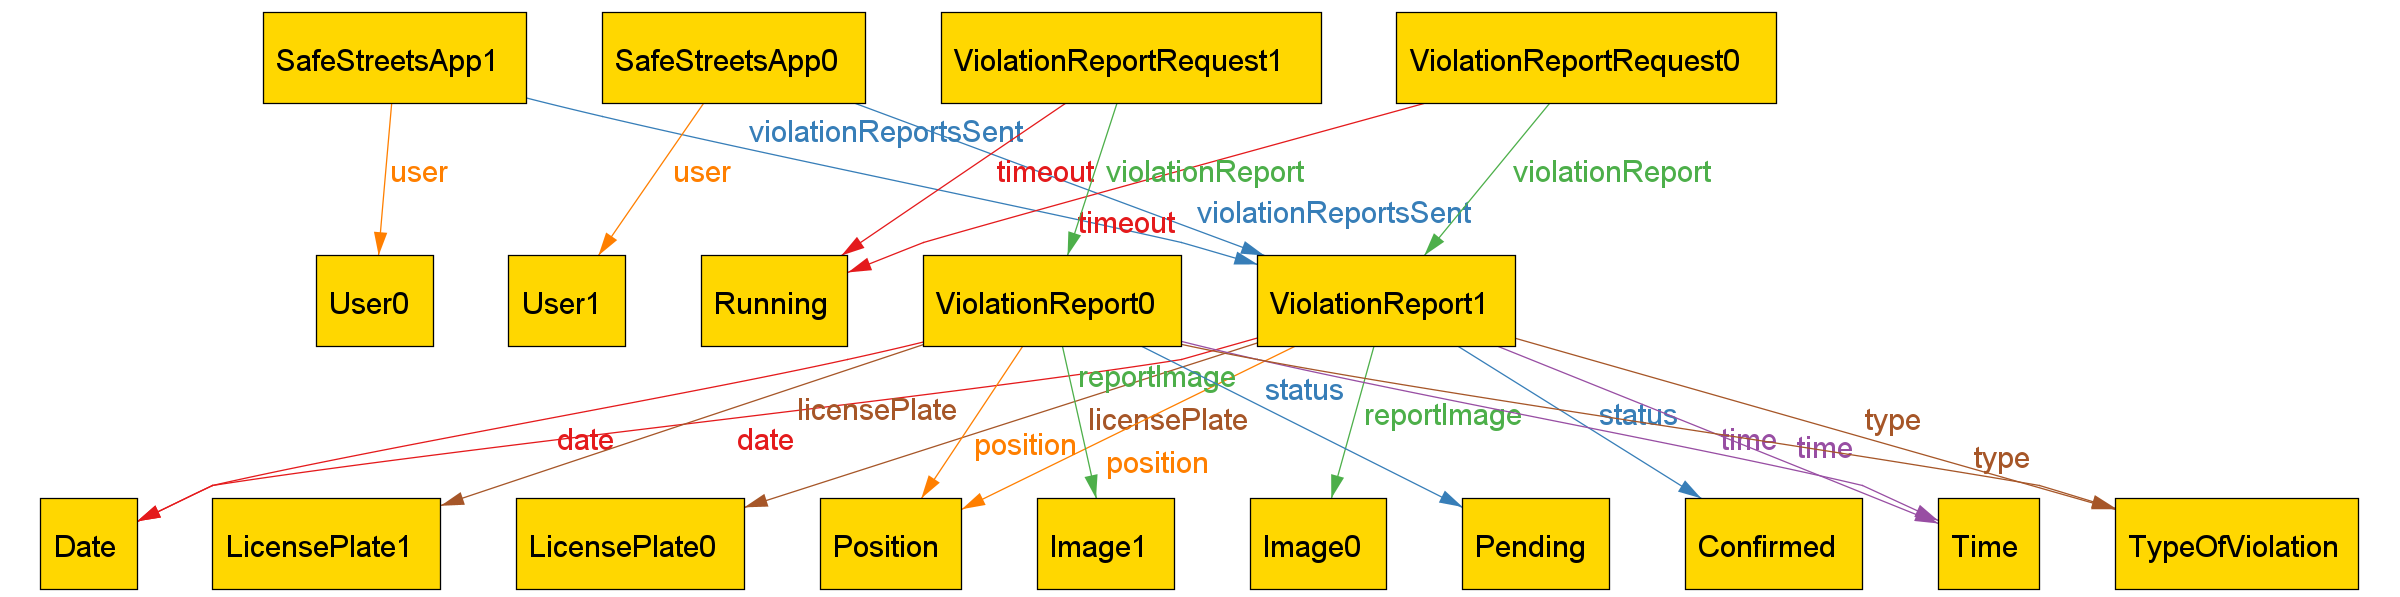 SafeStreetsApp1 SafeStreetsApp0 ViolationReportRequest1 ViolationReportRequest0
violationReportsSent
user user timeout violationReport violationReport
timeout violationReportsSent
User0 User1 Running ViolationReport0 ViolationReport1
reportImage status
licensePlate licensePlate reportImage status type
date date position time time
position type
Date LicensePlate1 LicensePlate0 Position Image1 Image0 Pending Confirmed Time TypeOfViolation